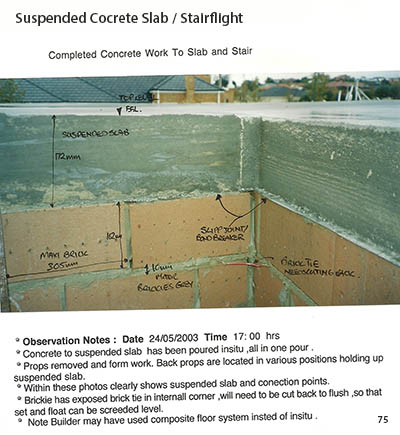 Suspended Cocrete Slab / Stairflight
Completed Concrete Work To Slab and Stair
TOP LEVEL
FSL.
SUSPENDED SLAB
172mm
162
MAXI BRICK
305mm
10mm
BRICKIES GREY
SLIP JOINT/
BOND BREAKER
BRICK TIE
NEEDS CUTTING BACK.
* Observation Notes : Date 24/05/2003 Time 17: 00 hrs
* Concrete to suspended slab has been poured insitu ,all in one pour .
* Props removed and form work. Back props are located in various positions holding up
suspended slab.
* Within these photos clearly shows suspended slab and conection points.
* Brickie has exposed brick tie in internall corner ,will need to be cut back to flush ,so that
set and float can be screeded level.
* Note Builder may have used composite floor system insted of insitu .
75